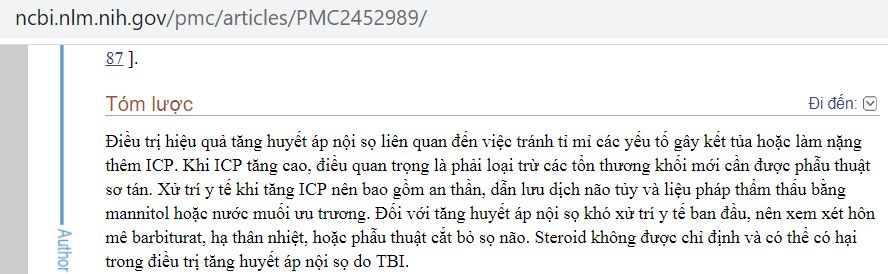 ncbi.nlm.nih.gov/pmc/articles/PMC2452989/
87 ].
Tóm lược
Đi đến:
Điều trị hiệu quả tăng huyết áp nội sọ liên quan đến việc tránh tỉ mỉ các yếu tố gây kết tủa hoặc làm nặng
thêm ICP. Khi ICP tăng cao, điều quan trọng là phải loại trừ các tổn thương khối mới cần được phẫu thuật
sơ tán. Xử trí y tế khi tăng ICP nên bao gồm an thần, dẫn lưu dịch não tủy và liệu pháp thẩm thấu bằng
mannitol hoặc nước muối ưu trương. Đối với tăng huyết áp nội sọ khó xử trí y tế ban đầu, nên xem xét hôn
mê barbiturat, hạ thân nhiệt, hoặc phẫu thuật cắt bỏ sọ não. Steroid không được chỉ định và có thể có hại
trong điều trị tăng huyết áp nội sọ do TBI.
Author